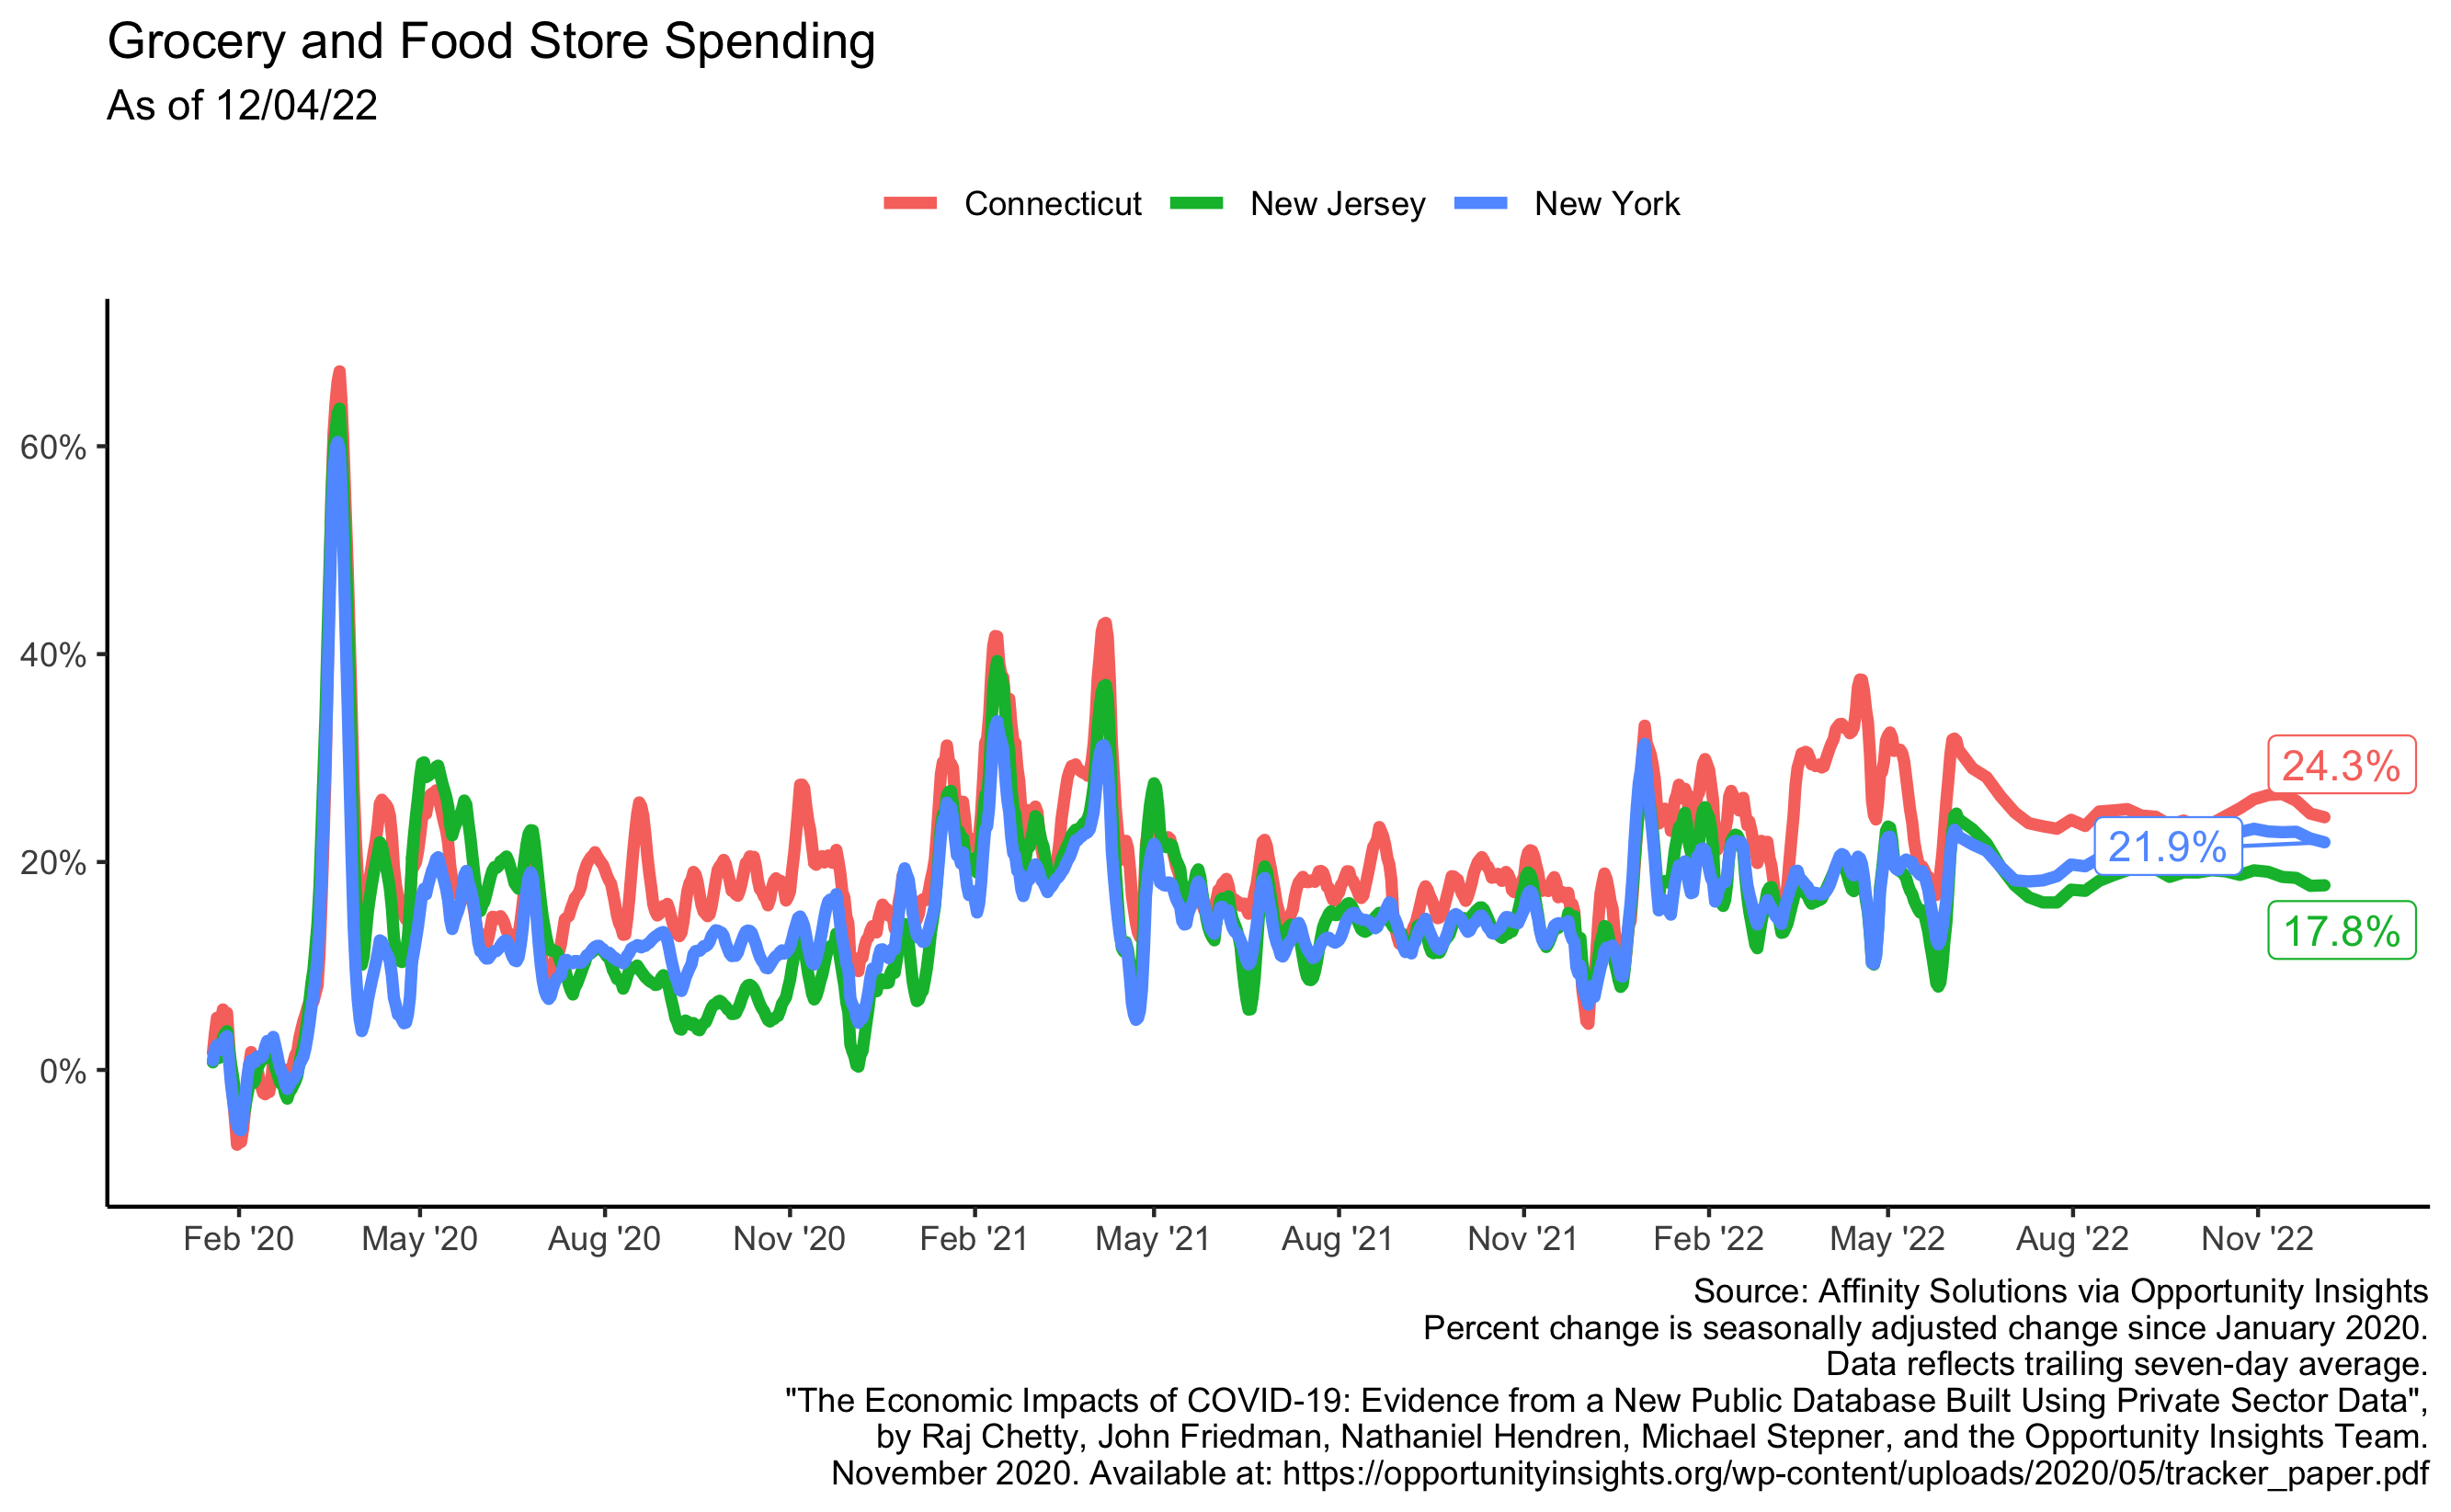 Grocery and Food Store Spending
As of 12/04/22
Connecticut New Jersey New York
60%
40%
20%
0%
24.3%
21.9%
17.8%
Feb '20 May '20 Aug '20 Nov '20 Feb '21 May '21 Aug '21 Nov '21 Feb '22 May '22 Aug '22 Nov '22
Source: Affinity Solutions via Opportunity Insights
Percent change is seasonally adjusted change since January 2020.
Data reflects trailing seven-day average.
"The Economic Impacts of COVID-19: Evidence from a New Public Database Built Using Private Sector Data",
by Raj Chetty, John Friedman, Nathaniel Hendren, Michael Stepner, and the Opportunity Insights Team.
November 2020. Available at: https://opportunityinsights.org/wp-content/uploads/2020/05/tracker_paper.pdf